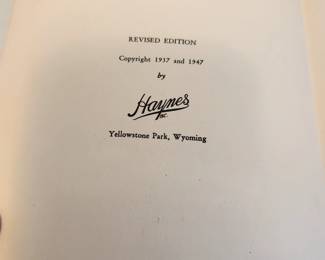 REVISED EDITION
Copyright 1937 and 1947
by
Haynes
INC.
Yellowstone Park, Wyoming